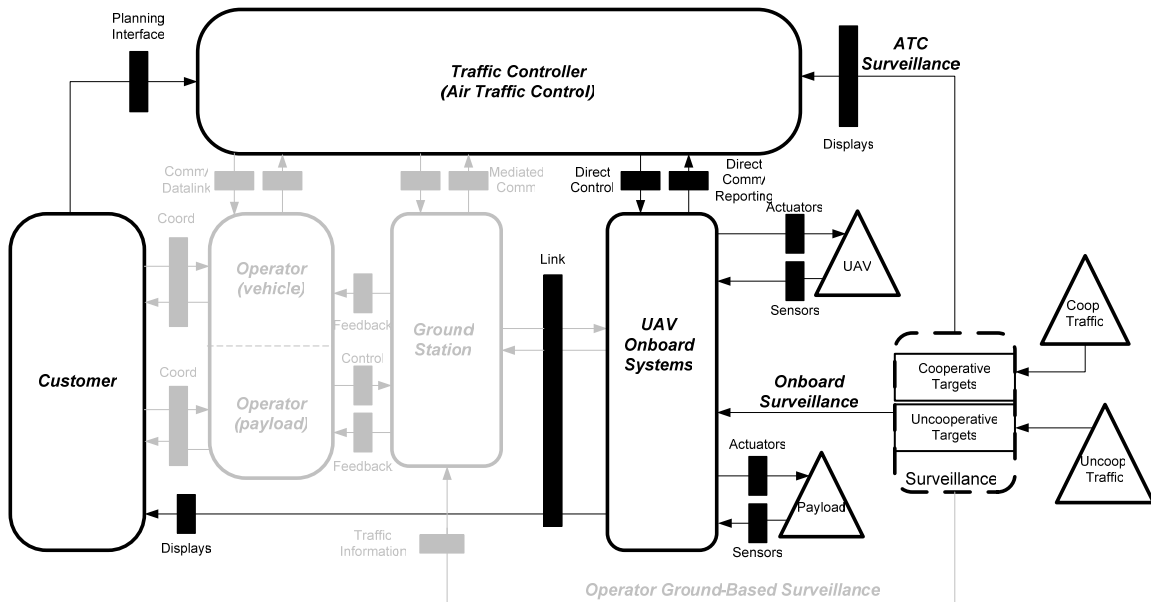 Planning
Interface
Traffic Controller
(Air Traffic Control)
ATC
Surveillance
Displays
Comm/
Datalink
Mediated
Comm
Direct
Control
Direct
Comm/
Reporting
Coord
Operator
(vehicle)
Feedback
Ground
Station
Link
UAV
Onboard
Systems
Actuators
UAV
Sensors
Coop
Traffic
Customer
Coord
Operator
(payload)
Control
Feedback
Onboard
Surveillance
Cooperative
Targets
Uncooperative
Targets
Surveillance
Uncoop
Traffic
Actuators
Payload
Sensors
Displays
Traffic
Information
Operator Ground-Based Surveillance